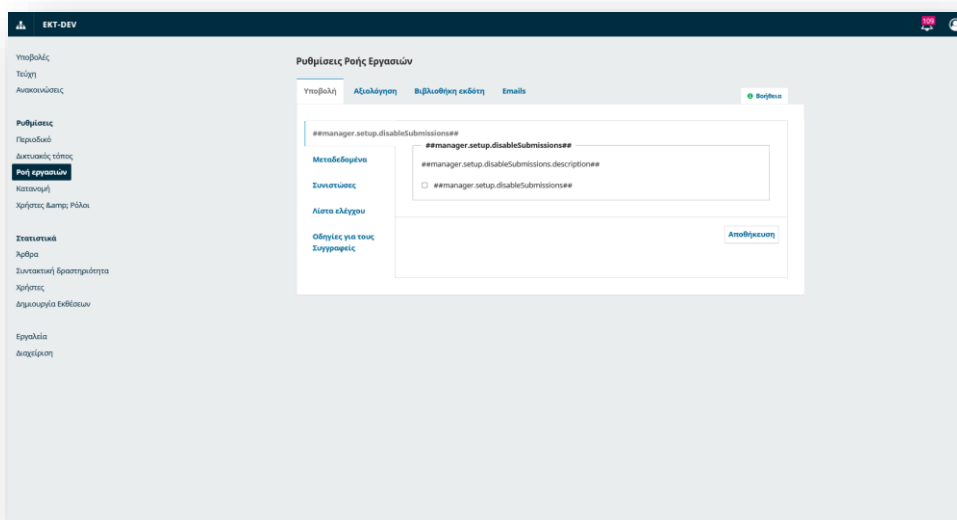 EKT-DEV
109
Υποβολές
Τεύχη
Ανακοινώσεις
Ρυθμίσεις
Περιοδικό
Δικτυακός τόπος
Ροή εργασιών
Κατανομή
Χρήστες &amp; Ρόλοι
Στατιστικά
Άρθρα
Συντακτική δραστηριότητα
Χρήστες
Δημιουργία Εκθέσεων
Εργαλεία
Διαχείριση
Ρυθμίσεις Ροής Εργασιών
Υποβολή Αξιολόγηση Βιβλιοθήκη εκδότη Emails
Βοήθεια
##manager.setup.disableSubmissions##
Μεταδεδομένα
Συνιστώσες
Λίστα ελέγχου
Οδηγίες για τους
Συγγραφείς
##manager.setup.disableSubmissions##
##manager.setup.disableSubmissions.description##
##manager.setup.disableSubmissions##
Αποθήκευση